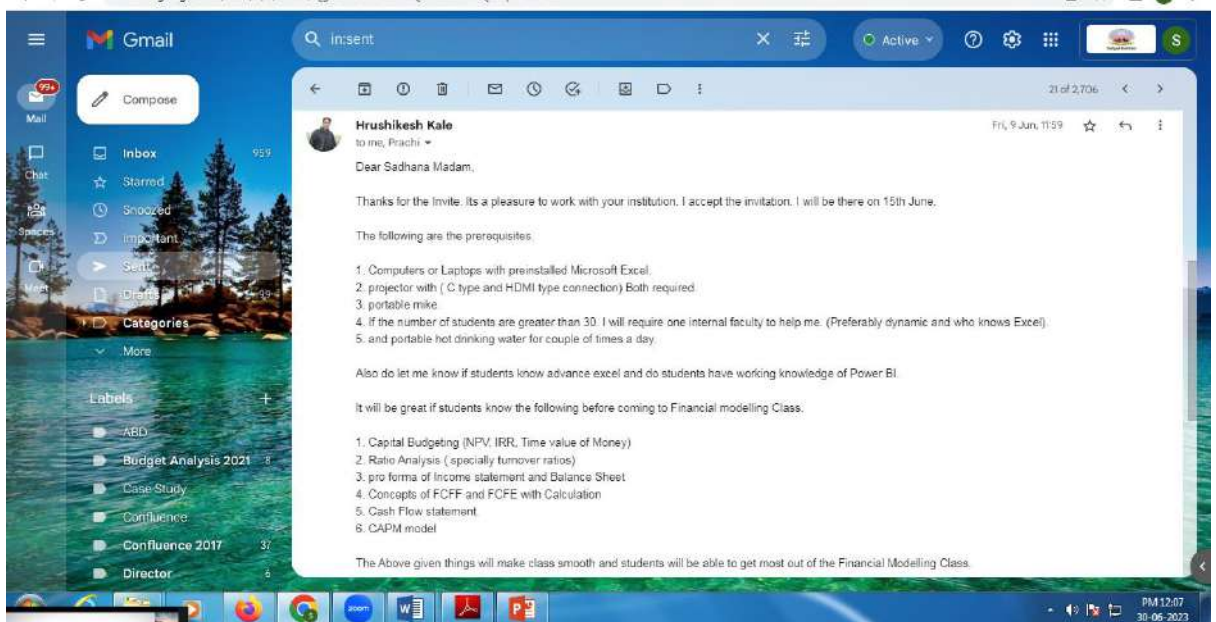 Gmail
in:sent
Active
S
99+
Mail
Compose
21 of 2,706
Hrushikesh Kale
Fri, 9 Jun, 11:59
to me, Prachi
Chat
Inbox 959
Dear Sadhana Madam,
Starred
Thanks for the Invite. Its a pleasure to work with your institution. I accept the invitation. I will be there on 15th June.
Snoozed
Spaces
The following are the prerequisites.
Important
Sent
1. Computers or Laptops with preinstalled Microsoft Excel.
Meet
2. projector with ( C type and HDMI type connection) Both required.
Drafts 99
3. portable mike
Categories
4. If the number of students are greater than 30. I will require one internal faculty to help me. (Preferably dynamic and who knows Excel).
5. and portable hot drinking water for couple of times a day.
More
Also do let me know if students know advance excel and do students have working knowledge of Power BI.
Labels
It will be great if students know the following before coming to Financial modelling Class.
ABD
1. Capital Budgeting (NPV, IRR, Time value of Money)
Budget Analysis 2021 8
2. Ratio Analysis ( specially turnover ratios)
3. pro forma of Income statement and Balance Sheet
Case Study
4. Concepts of FCFF and FCFE with Calculation
Confluence
5. Cash Flow statement.
6. CAPM model
Confluence 2017 37
The Above given things will make class smooth and students will be able to get most out of the Financial Modelling Class.
Director 6
zoom
PM 12:07
30-06-2023